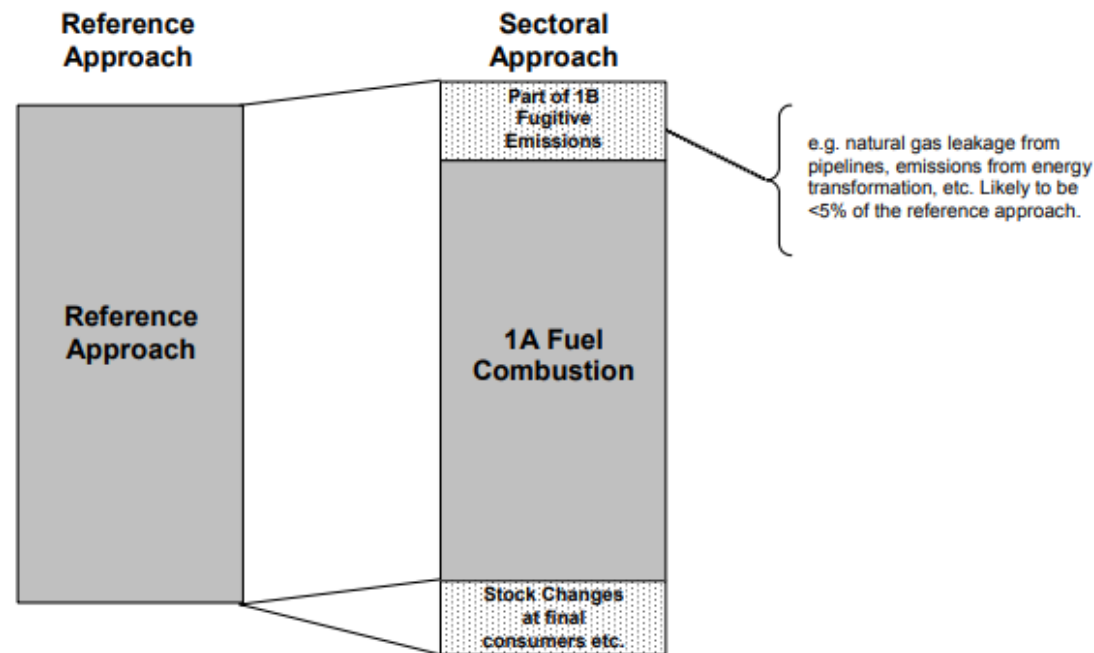 Reference
Approach
Sectoral
Approach
Part of 1B
Fugitive
Emissions
e.g. natural gas leakage from
pipelines, emissions from energy
transformation, etc. Likely to be
<5% of the reference approach.
Reference
Approach
1A Fuel
Combustion
Stock Changes
at final
consumers etc.